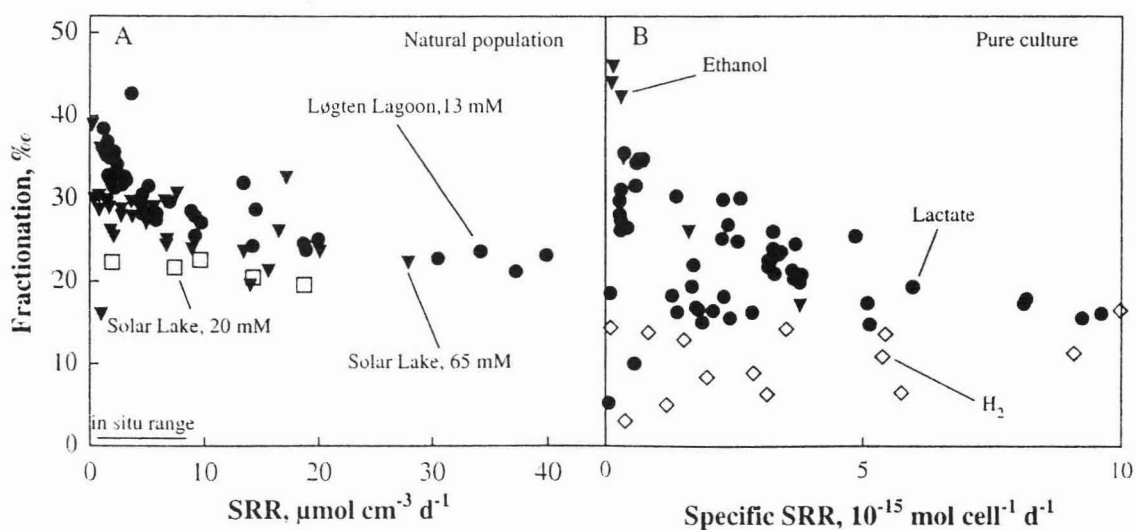 50
40
30
20
10
0
Fractionation, ‰
A
Natural population
Løgten Lagoon,13 mM
Solar Lake, 20 mM
Solar Lake, 65 mM
in situ range
0
10
20
30
40
SRR, µmol cm-3 d-1
B
Pure culture
Ethanol
Lactate
H2
0
5
10
Specific SRR, 10-15 mol cell-1 d-1